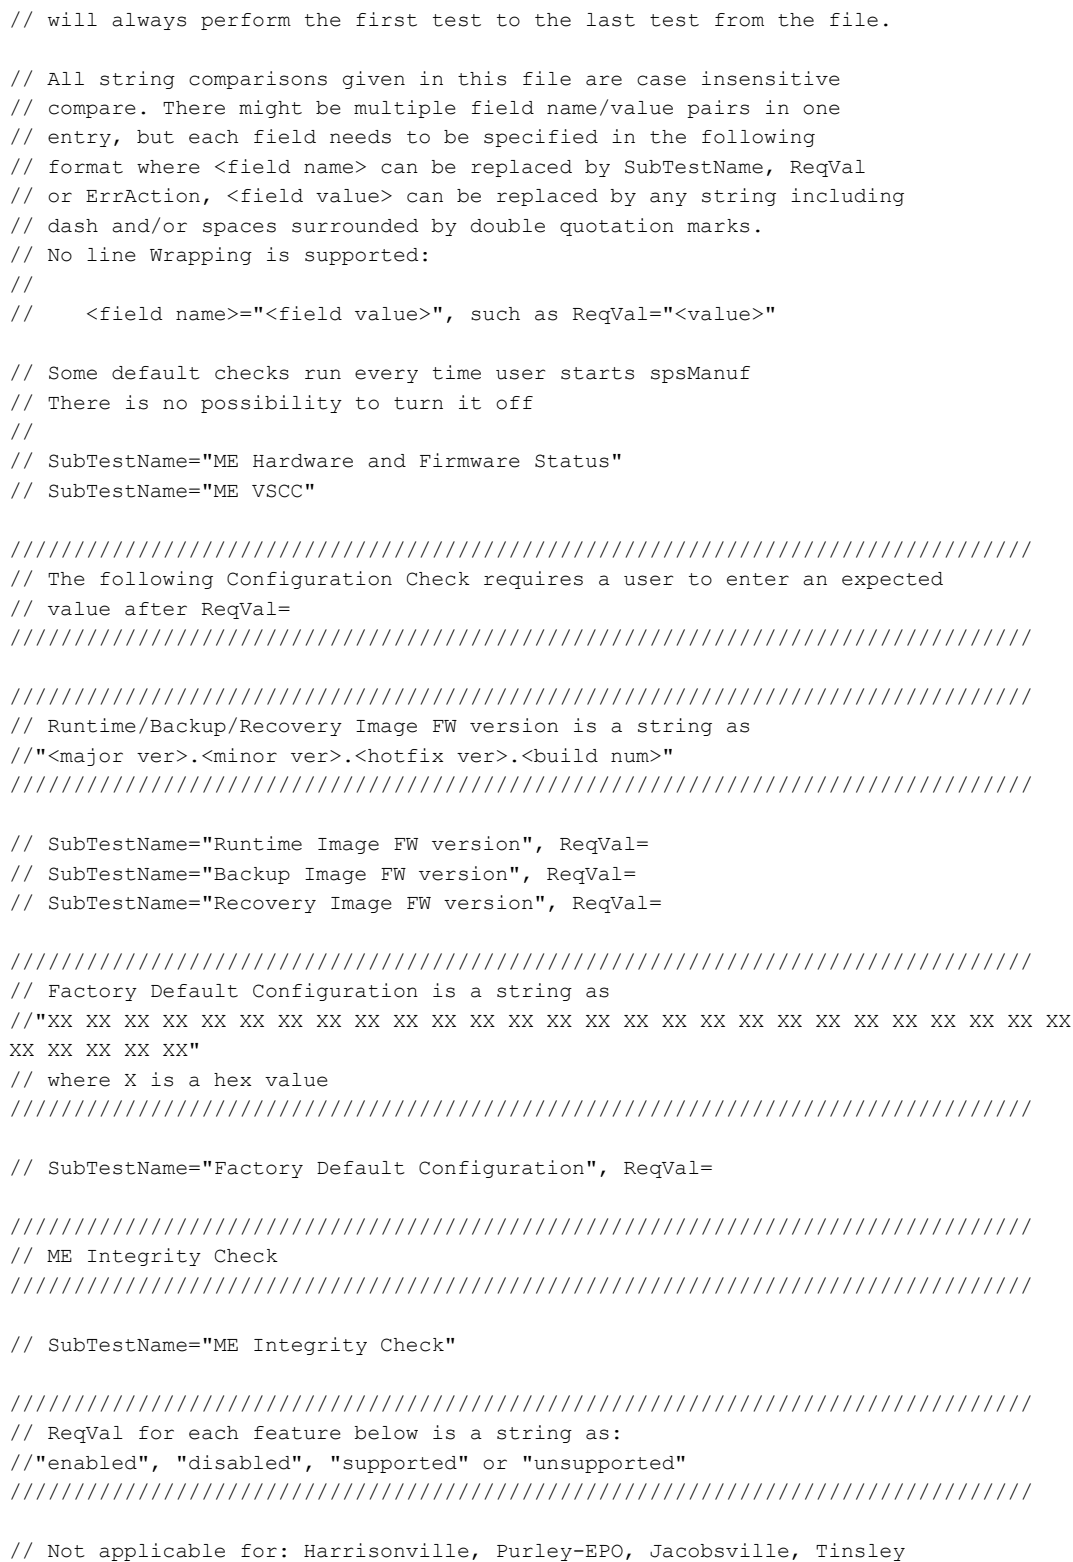 // will always perform the first test to the last test from the file.
// All string comparisons given in this file are case insensitive
// compare. There might be multiple field name/value pairs in one
// entry, but each field needs to be specified in the following
// format where <field name> can be replaced by SubTestName, ReqVal
// or ErrAction, <field value> can be replaced by any string including
// dash and/or spaces surrounded by double quotation marks.
// No line Wrapping is supported:
//
//    <field name>="<field value>", such as ReqVal="<value>"
// Some default checks run every time user starts spsManuf
// There is no possibility to turn it off
//
// SubTestName="ME Hardware and Firmware Status"
// SubTestName="ME VSCC"
////////////////////////////////////////////////////////////////////////////////
// The following Configuration Check requires a user to enter an expected
// value after ReqVal=
////////////////////////////////////////////////////////////////////////////////
////////////////////////////////////////////////////////////////////////////////
// Runtime/Backup/Recovery Image FW version is a string as
//"<major ver>.<minor ver>.<hotfix ver>.<build num>"
////////////////////////////////////////////////////////////////////////////////
// SubTestName="Runtime Image FW version", ReqVal=
// SubTestName="Backup Image FW version", ReqVal=
// SubTestName="Recovery Image FW version", ReqVal=
////////////////////////////////////////////////////////////////////////////////
// Factory Default Configuration is a string as
//"XX XX XX XX XX XX XX XX XX XX XX XX XX XX XX XX XX XX XX XX XX XX XX XX XX XX XX
XX XX XX XX XX"
// where X is a hex value
////////////////////////////////////////////////////////////////////////////////
// SubTestName="Factory Default Configuration", ReqVal=
////////////////////////////////////////////////////////////////////////////////
// ME Integrity Check
////////////////////////////////////////////////////////////////////////////////
// SubTestName="ME Integrity Check"
////////////////////////////////////////////////////////////////////////////////
// ReqVal for each feature below is a string as:
//"enabled", "disabled", "supported" or "unsupported"
////////////////////////////////////////////////////////////////////////////////
// Not applicable for: Harrisonville, Purley-EPO, Jacobsville, Tinsley